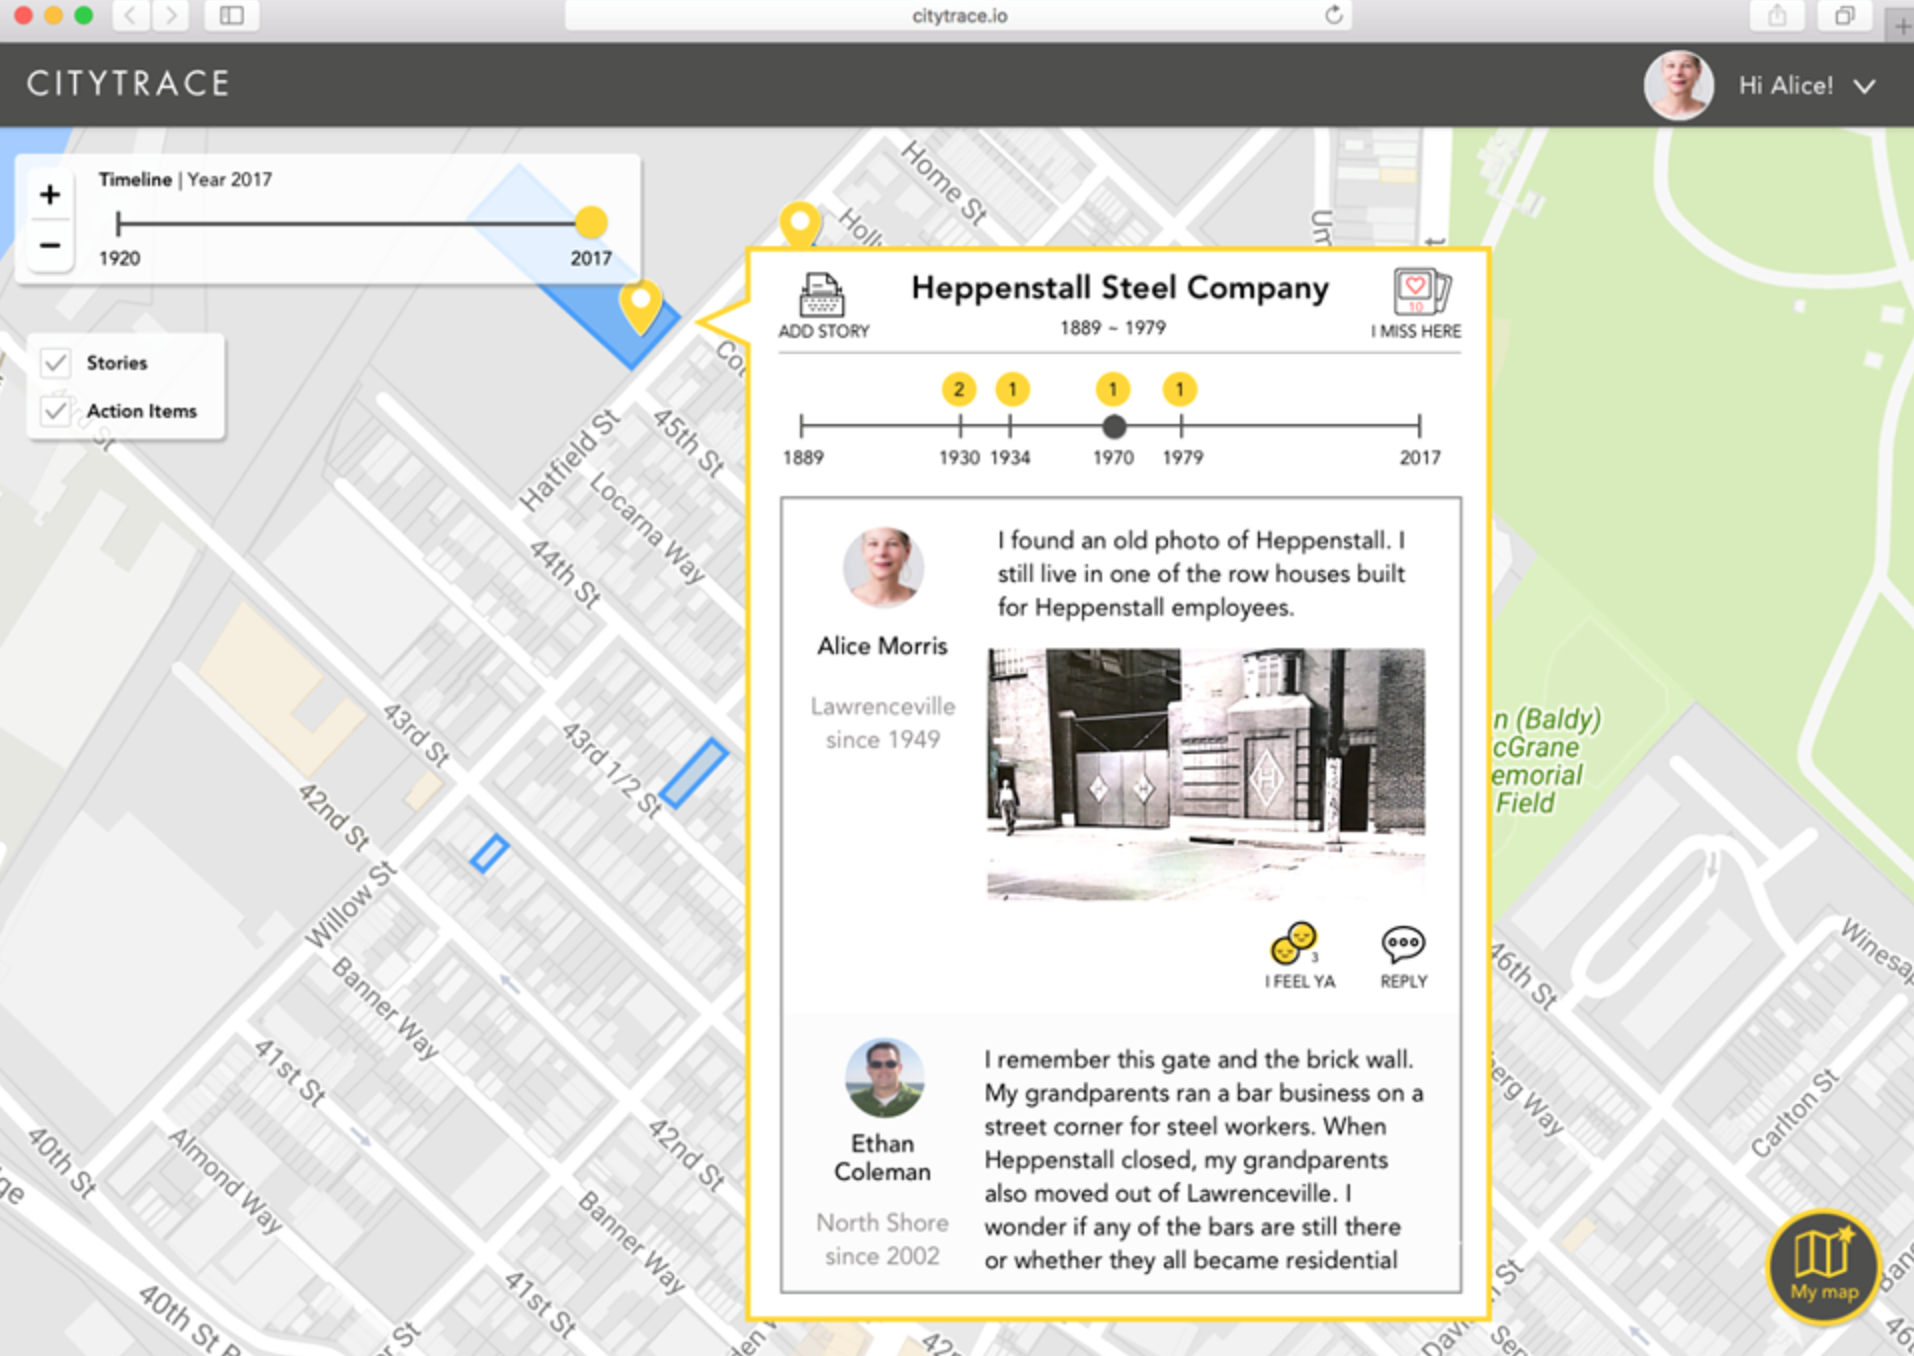 citytrace.io
CITYTRACE
Hi Alice!
+
Timeline | Year 2017
−
1920
2017
Stories
Action Items
Home St
Heppenstall Steel Company
1889 ~ 1979
ADD STORY
10
I MISS HERE
2
1
1
1
1889
1930
1934
1970
1979
2017
I found an old photo of Heppenstall. I
still live in one of the row houses built
for Heppenstall employees.
Alice Morris
Lawrenceville
since 1949
H
H
H
3
I FEEL YA
REPLY
I remember this gate and the brick wall.
My grandparents ran a bar business on a
street corner for steel workers. When
Heppenstall closed, my grandparents
also moved out of Lawrenceville. I
wonder if any of the bars are still there
or whether they all became residential
Ethan
Coleman
North Shore
since 2002
Hatfield St
45th St
Locarna Way
44th St
43rd St
43rd 1/2 St
42nd St
Willow St
Banner Way
41st St
Almond Way
40th St
42nd St
Banner Way
41st St
40th St
n (Baldy)
cGrane
emorial
Field
46th St
Carlton St
My map